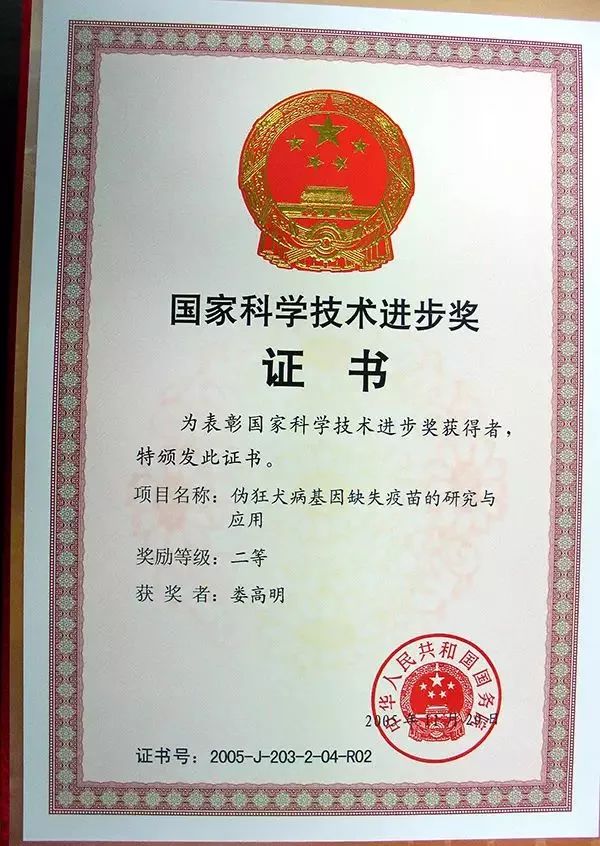 国家科学技术进步奖
证书
为表彰国家科学技术进步奖获得者，
特颁发此证书。
项目名称：伪狂犬病基因缺失疫苗的研究与
应用
奖励等级：二等
获奖者：娄高明
中华人民共和国国务院
证书号：2005-J-203-2-04-R02